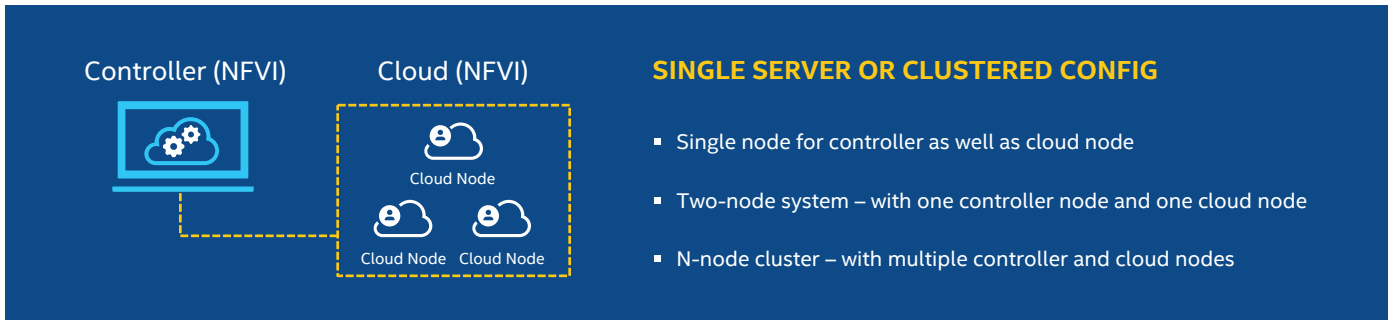 Controller (NFVI)
Cloud (NFVI)
Cloud Node
Cloud Node
Cloud Node
SINGLE SERVER OR CLUSTERED CONFIG
▪ Single node for controller as well as cloud node
▪ Two-node system – with one controller node and one cloud node
▪ N-node cluster – with multiple controller and cloud nodes